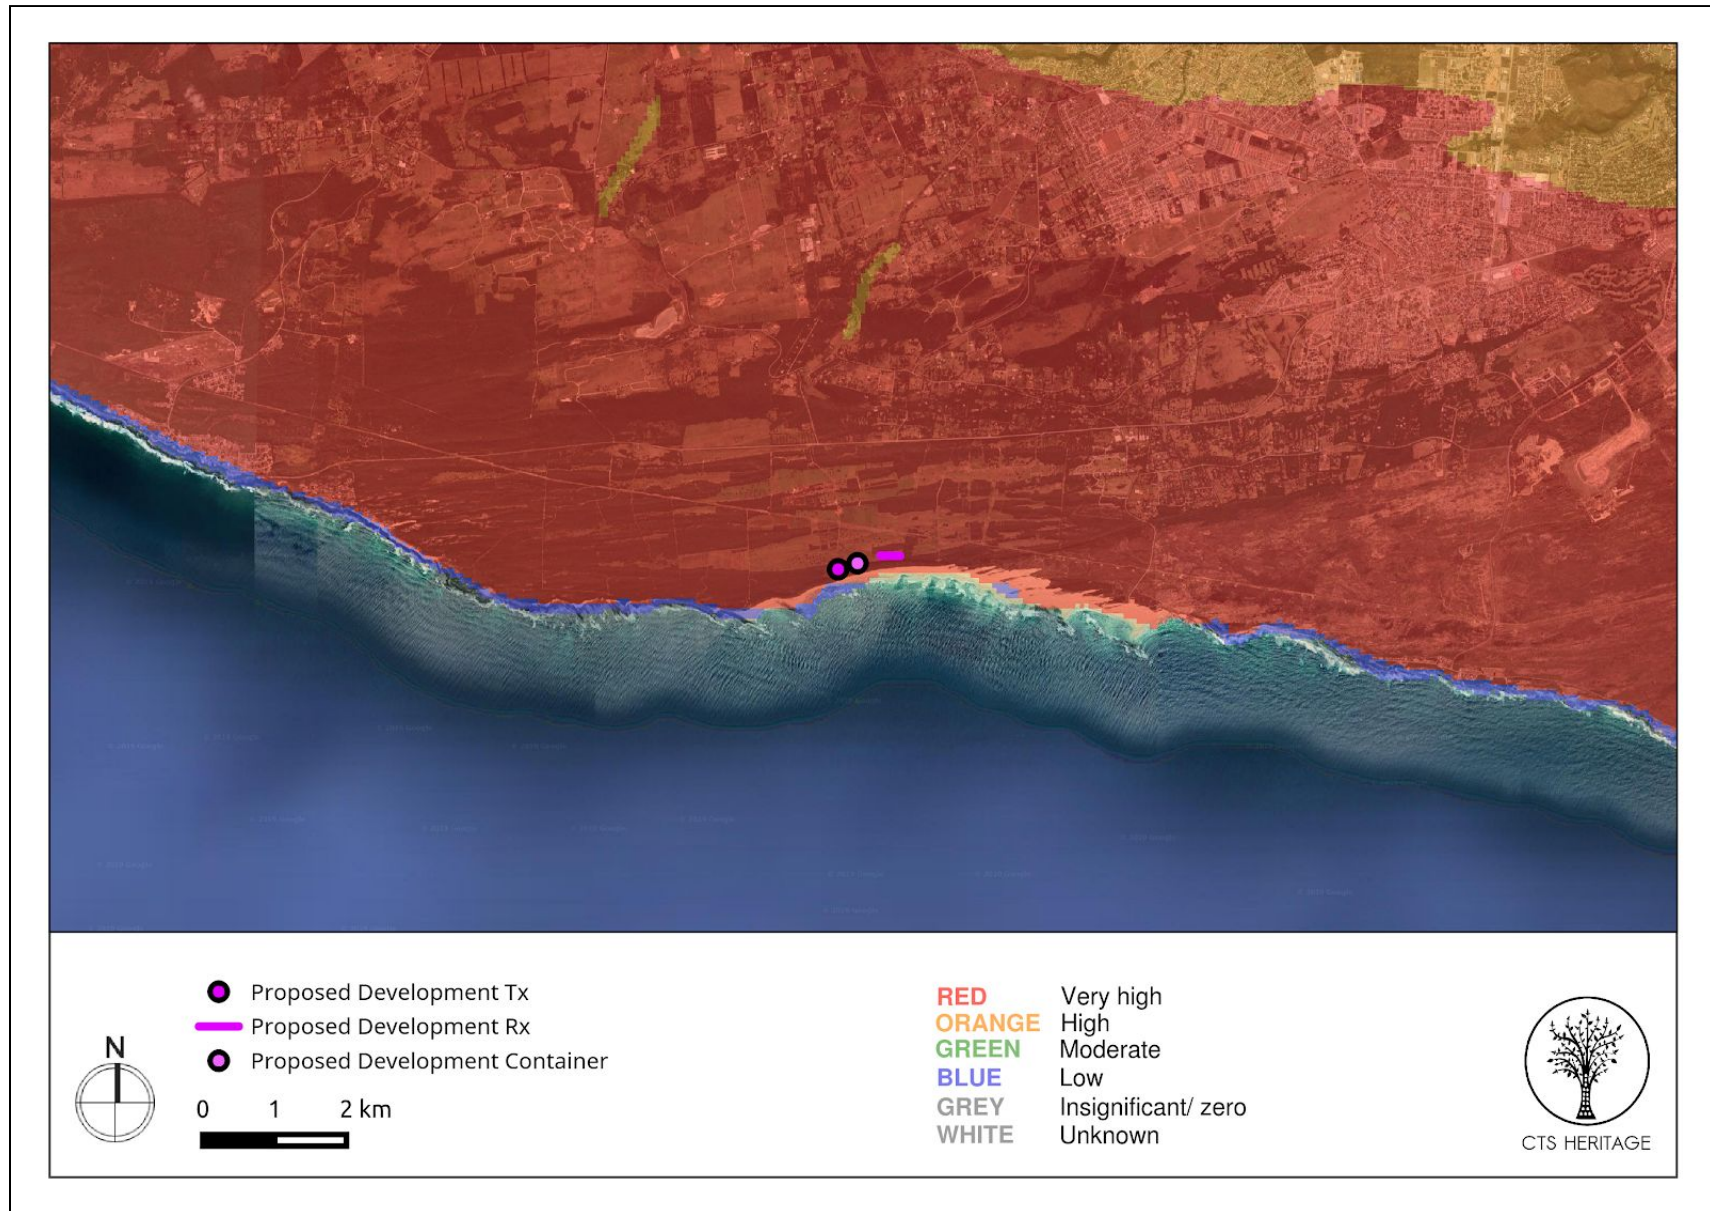 Proposed Development Tx
Proposed Development Rx
Proposed Development Container
N
0 1 2 km
RED Very high
ORANGE High
GREEN Moderate
BLUE Low
GREY Insignificant/ zero
WHITE Unknown
CTS HERITAGE